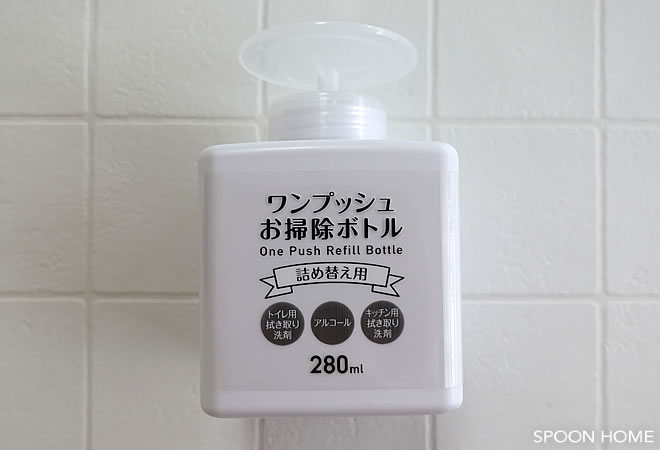 ワンプッシュ
お掃除ボトル
One Push Refill Bottle
詰め替え用
トイレ用
拭き取り
洗剤
アルコール
キッチン用
拭き取り
洗剤
280ml
SPOON HOME